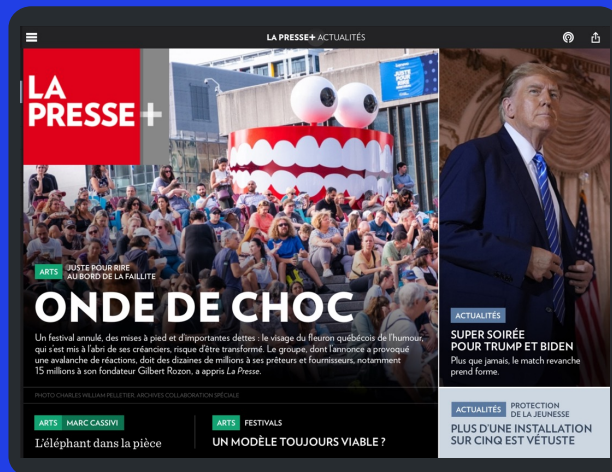 LA PRESSE+ ACTUALITÉS
LA
PRESSE+
JUSTE
POUR
RIRE
ARTS JUSTE POUR RIRE
AU BORD DE LA FAILLITE
ONDE DE CHOC
Un festival annulé, des mises à pied et d'importantes dettes : le visage du fleuron québécois de l'humour,
qui s'est mis à l'abri de ses créanciers, risque d'être transformé. Le groupe, dont l'annonce a provoqué
une avalanche de réactions, doit des dizaines de millions à ses prêteurs et fournisseurs, notamment
15 millions à son fondateur Gilbert Rozon, a appris La Presse.
PHOTO CHARLES WILLIAM PELLETIER, ARCHIVES COLLABORATION SPÉCIALE
ACTUALITÉS
SUPER SOIRÉE
POUR TRUMP ET BIDEN
Plus que jamais, le match revanche
prend forme.
ARTS MARC CASSIVI
L'éléphant dans la pièce
ARTS FESTIVALS
UN MODÈLE TOUJOURS VIABLE ?
ACTUALITÉS PROTECTION
DE LA JEUNESSE
PLUS D'UNE INSTALLATION
SUR CINQ EST VÉTUSTE